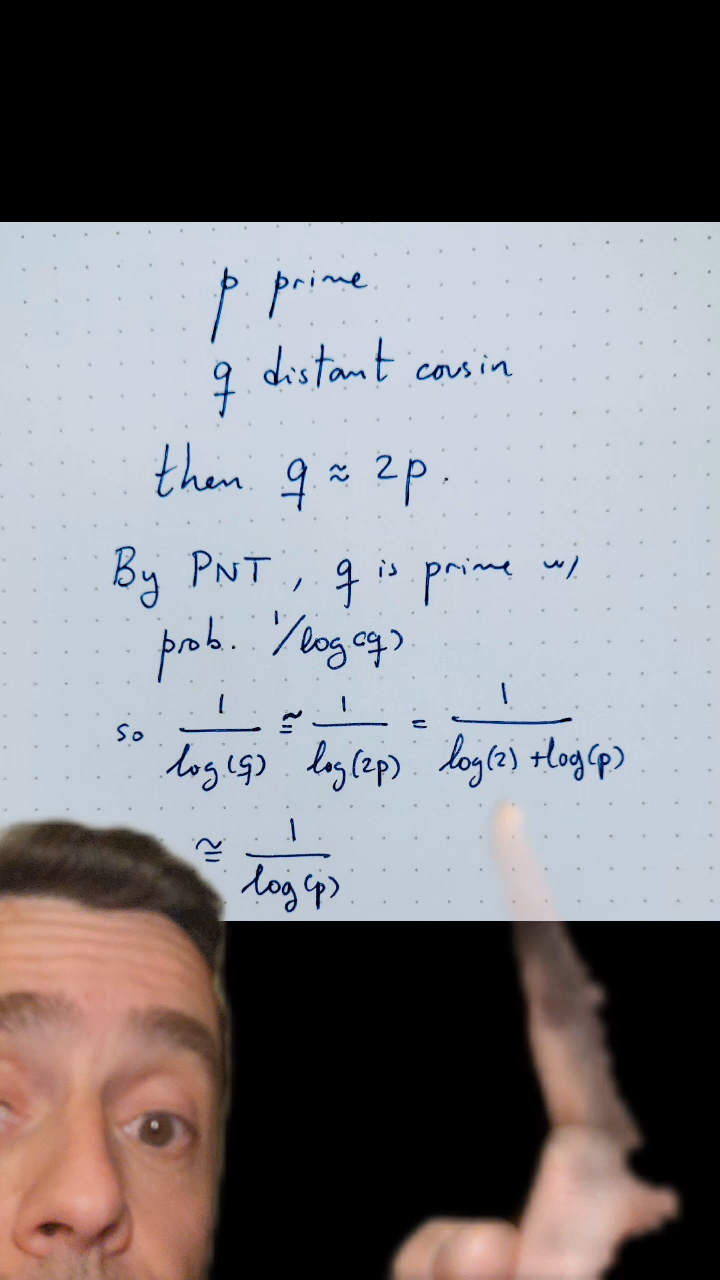 p prime
q distant cousin
then q ≈ 2p.
By PNT, q is prime w/
prob. 1/log(q)
so 1/log(q) ≅ 1/log(2p) = 1/log(2) + log(p)
≅ 1/log(p)